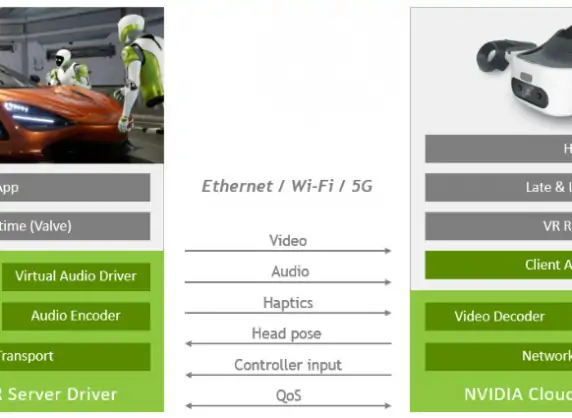 App
time (Valve)
Virtual Audio Driver
Audio Encoder
Transport
R Server Driver
Ethernet / Wi-Fi / 5G
Video
Audio
Haptics
Head pose
Controller input
QoS
H
Late & L
VR R
Client A
Video Decoder
Network
NVIDIA Cloud